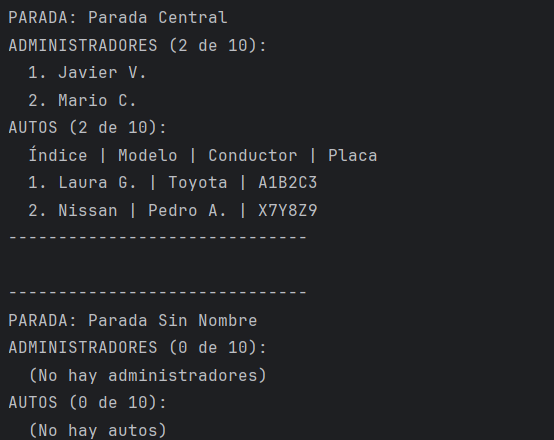 PARADA: Parada Central
ADMINISTRADORES (2 de 10):
  1. Javier V.
  2. Mario C.
AUTOS (2 de 10):
  Índice | Modelo | Conductor | Placa
  1. Laura G. | Toyota | A1B2C3
  2. Nissan | Pedro A. | X7Y8Z9
------------------------------

------------------------------
PARADA: Parada Sin Nombre
ADMINISTRADORES (0 de 10):
  (No hay administradores)
AUTOS (0 de 10):
  (No hay autos)